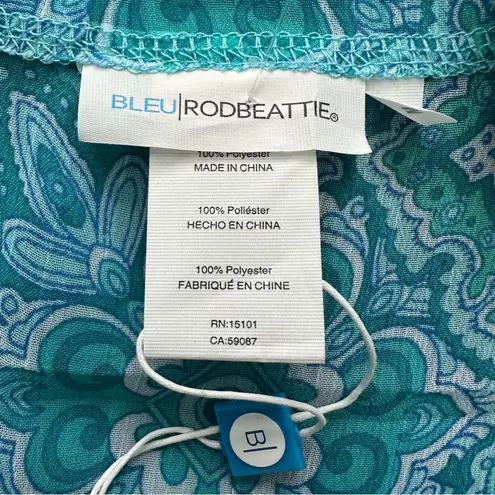 BLEU|RODBEATTIE®
100% Polyester
MADE IN CHINA
100% Poliéster
HECHO EN CHINA
100% Polyester
FABRIQUÉ EN CHINE
RN:15101
CA:59087
B|